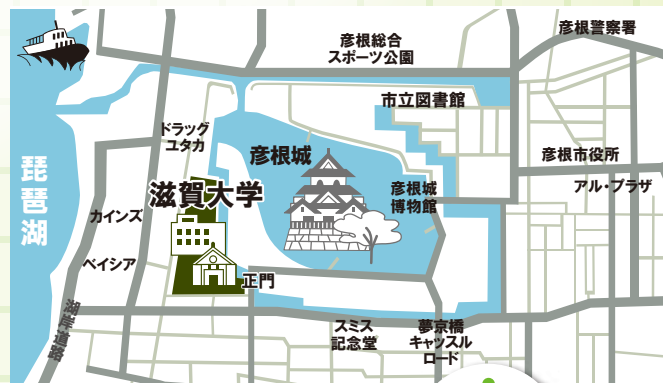 彦根総合
スポーツ公園
彦根警察署
市立図書館
ドラッグ
ユタカ
彦根城
彦根市役所
琵琶湖
滋賀大学
彦根城
博物館
アル・プラザ
カインズ
ベイシア
正門
湖岸道路
スミス
記念堂
夢京橋
キャッスル
ロード